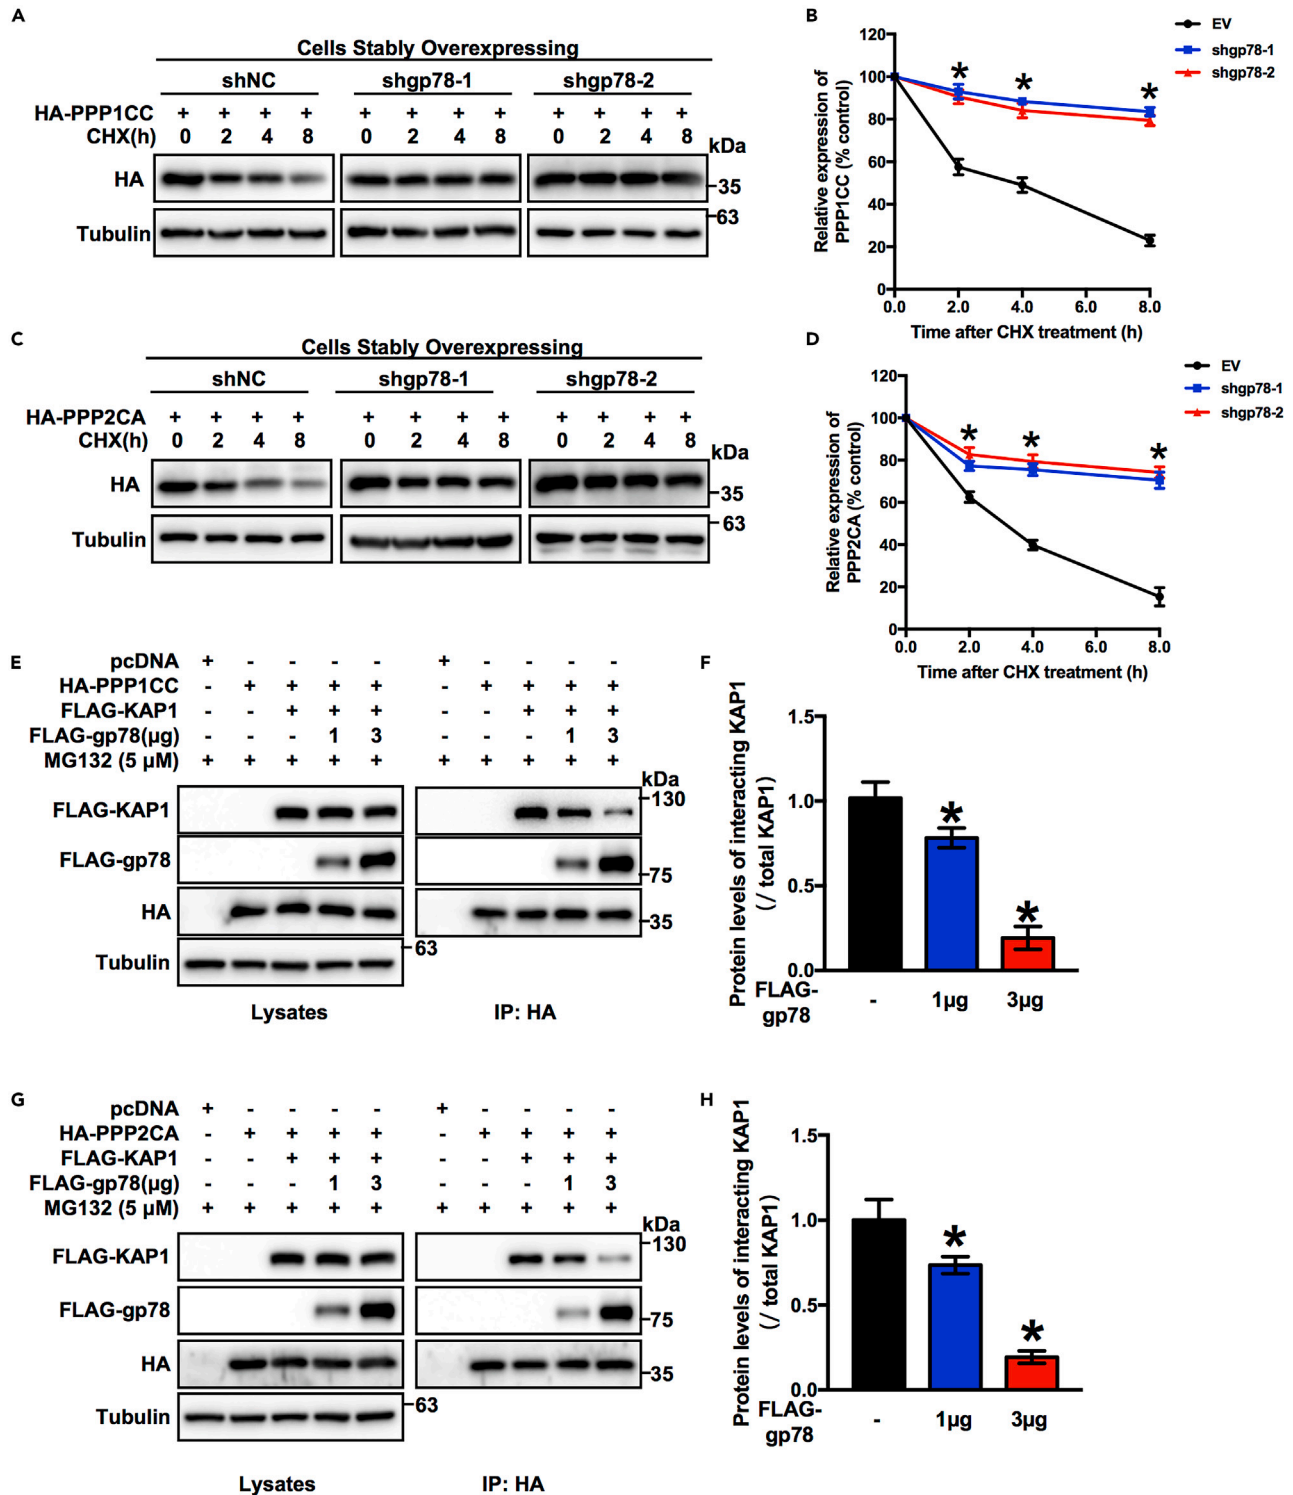 A
Cells Stably Overexpressing
shNC shgp78-1 shgp78-2
HA-PPP1CC + + + + + + + + + + + +
CHX(h) 0 2 4 8 0 2 4 8 0 2 4 8
kDa
HA
35
63
Tubulin
B
EV
shgp78-1
shgp78-2
Relative expression of
PPP1CC (% control)
120
100
80
60
40
20
0
* * *
0.0 2.0 4.0 6.0 8.0
Time after CHX treatment (h)
C
Cells Stably Overexpressing
shNC shgp78-1 shgp78-2
HA-PPP2CA + + + + + + + + + + + +
CHX(h) 0 2 4 8 0 2 4 8 0 2 4 8
kDa
HA
35
63
Tubulin
D
EV
shgp78-1
shgp78-2
Relative expression of
PPP2CA (% control)
120
100
80
60
40
20
0
* * *
0.0 2.0 4.0 6.0 8.0
Time after CHX treatment (h)
E
pcDNA + - - - - + - - - -
HA-PPP1CC - + + + + - + + + +
FLAG-KAP1 - - + + + - - + + +
FLAG-gp78(µg) - - - 1 3 - - - 1 3
MG132 (5 µM) + + + + + + + + + +
kDa
FLAG-KAP1
130
FLAG-gp78
75
HA
35
63
Tubulin
Lysates IP: HA
F
Protein levels of interacting KAP1
(/ total KAP1)
1.5
1.0
0.5
0.0
* *
FLAG-
gp78
- 1µg 3µg
G
pcDNA + - - - - + - - - -
HA-PPP2CA - + + + + - + + + +
FLAG-KAP1 - - + + + - - + + +
FLAG-gp78(µg) - - - 1 3 - - - 1 3
MG132 (5 µM) + + + + + + + + + +
kDa
FLAG-KAP1
130
FLAG-gp78
75
HA
35
63
Tubulin
Lysates IP: HA
H
Protein levels of interacting KAP1
(/ total KAP1)
1.5
1.0
0.5
0.0
* *
FLAG-
gp78
- 1µg 3µg